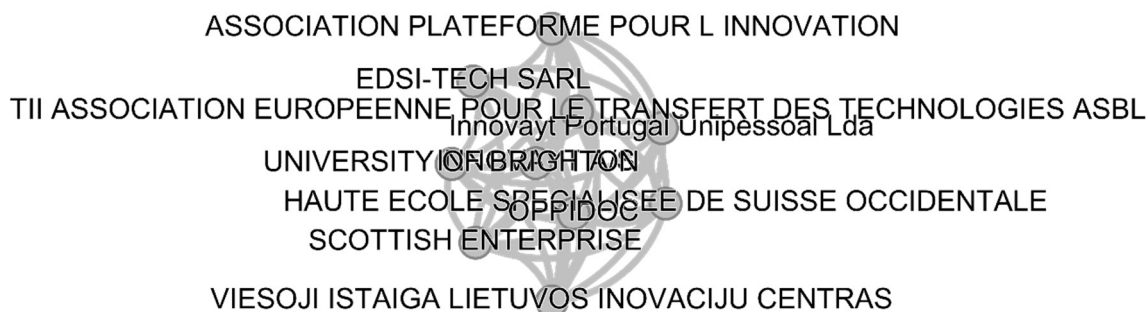 ASSOCIATION PLATEFORME POUR L INNOVATION
EDSI-TECH SARL
TII ASSOCIATION EUROPEENNE POUR LE TRANSFERT DES TECHNOLOGIES ASBL
Innovayt Portugal Unipessoal Lda
UNIVERSITY OF BRIGHTON
HAUTE ECOLE SPECIALISEE DE SUISSE OCCIDENTALE
OPPIDOC
SCOTTISH ENTERPRISE
VIESOJI ISTAIGA LIETUVOS INOVACIJU CENTRAS